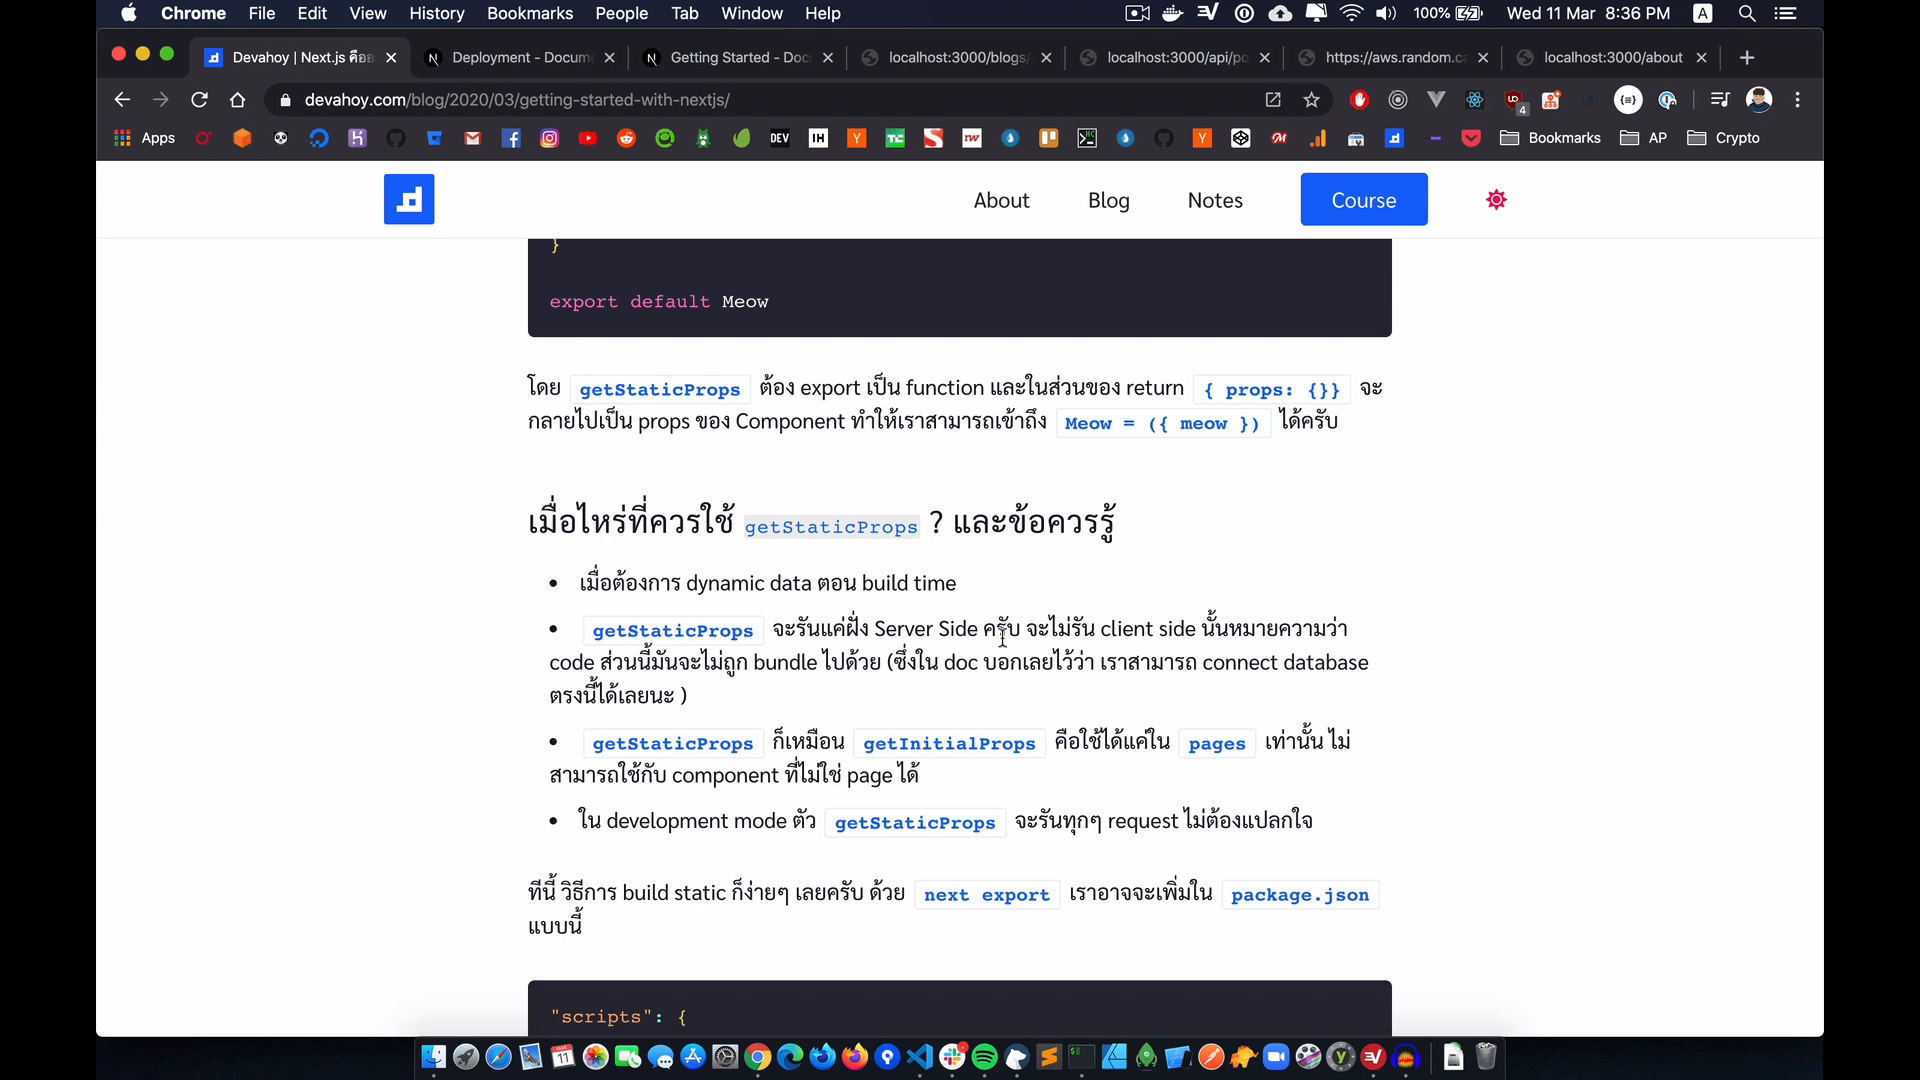 Chrome File Edit View History Bookmarks People Tab Window Help 100% Wed 11 Mar 8:36 PM A
Devahoy | Next.js คืออ Deployment - Docume Getting Started - Doc localhost:3000/blogs/ localhost:3000/api/po https://aws.random.ca localhost:3000/about
devahoy.com/blog/2020/03/getting-started-with-nextjs/ 4
Apps DEV IH Y TC S IW Y Bookmarks AP Crypto
About Blog Notes Course
}
export default Meow
โดย getStaticProps ต้อง export เป็น function และในส่วนของ return { props: {}} จะ
กลายไปเป็น props ของ Component ทำให้เราสามารถเข้าถึง Meow = ({ meow }) ได้ครับ
เมื่อไหร่ที่ควรใช้ getStaticProps ? และข้อควรรู้
• เมื่อต้องการ dynamic data ตอน build time
• getStaticProps จะรันแค่ฝั่ง Server Side ครับ จะไม่รัน client side นั้นหมายความว่า
code ส่วนนี้มันจะไม่ถูก bundle ไปด้วย (ซึ่งใน doc บอกเลยไว้ว่า เราสามารถ connect database
ตรงนี้ได้เลยนะ )
• getStaticProps ก็เหมือน getInitialProps คือใช้ได้แค่ใน pages เท่านั้น ไม่
สามารถใช้กับ component ที่ไม่ใช่ page ได้
• ใน development mode ตัว getStaticProps จะรันทุกๆ request ไม่ต้องแปลกใจ
ทีนี้ วิธีการ build static ก็ง่ายๆ เลยครับ ด้วย next export เราอาจจะเพิ่มใน package.json
แบบนี้
"scripts": {
11